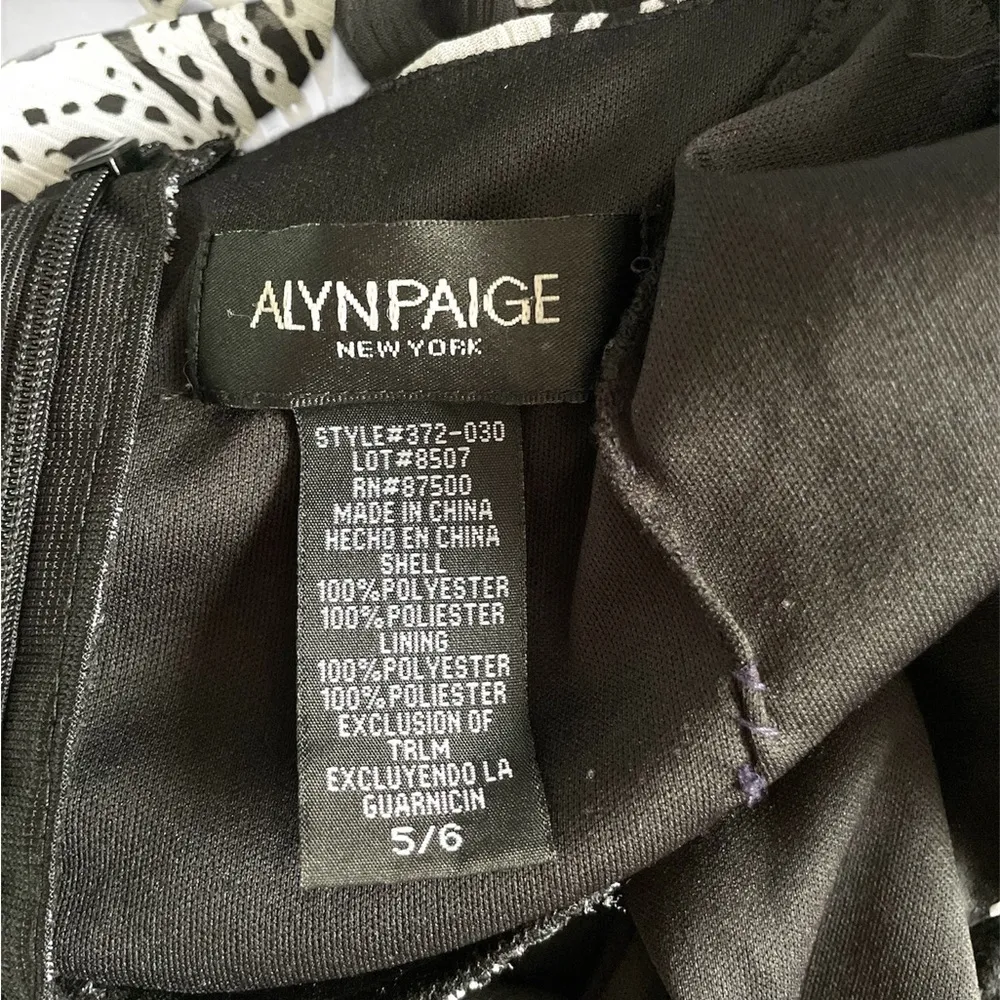 ALYNPAIGE
NEW YORK
STYLE#372-030
LOT#8507
RN#87500
MADE IN CHINA
HECHO EN CHINA
SHELL
100%POLYESTER
100%POLIESTER
LINING
100%POLYESTER
100%POLIESTER
EXCLUSION OF
TRLM
EXCLUYENDO LA
GUARNICIN
5/6